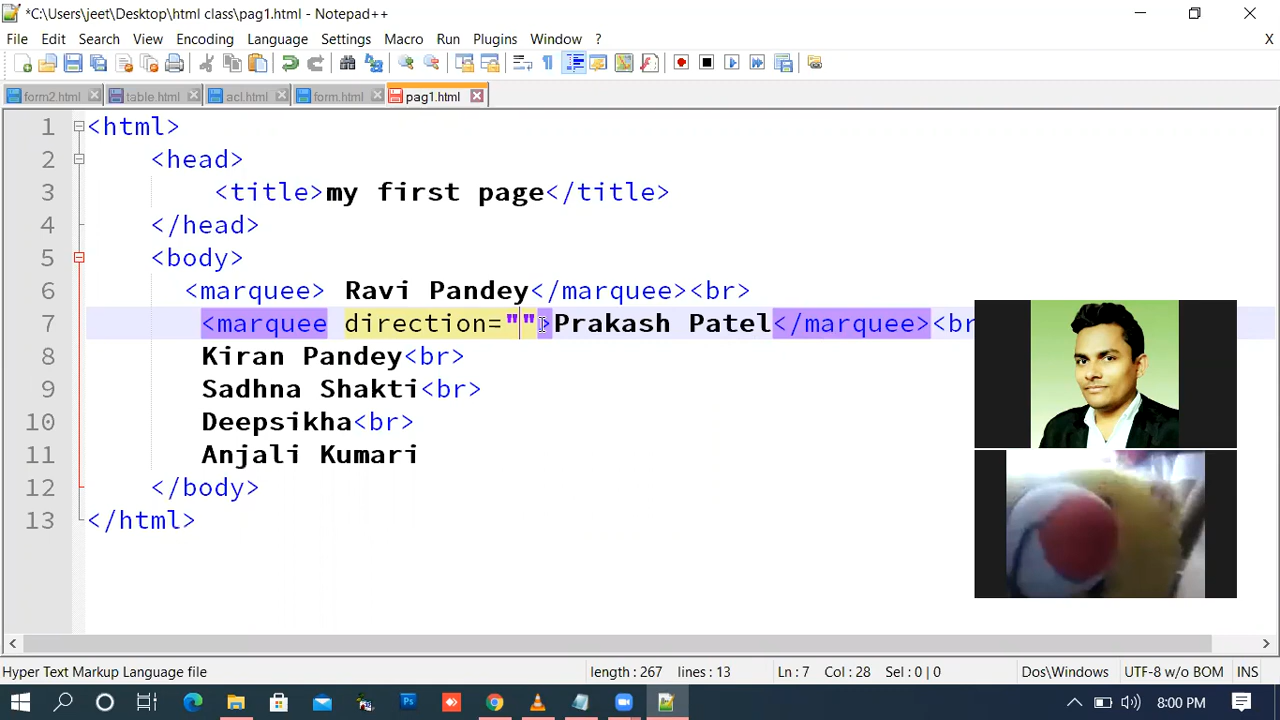 *C:\Users\jeet\Desktop\html class\pag1.html - Notepad++
File Edit Search View Encoding Language Settings Macro Run Plugins Window ? X
form2.html table.html acl.html form.html pag1.html
1 <html>
2 <head>
3 <title>my first page</title>
4 </head>
5 <body>
6 <marquee> Ravi Pandey</marquee><br>
7 <marquee direction="">Prakash Patel</marquee><br
8 Kiran Pandey<br>
9 Sadhna Shakti<br>
10 Deepsikha<br>
11 Anjali Kumari
12 </body>
13 </html>
Hyper Text Markup Language file length : 267 lines : 13 Ln : 7 Col : 28 Sel : 0 | 0 Dos\Windows UTF-8 w/o BOM INS
8:00 PM